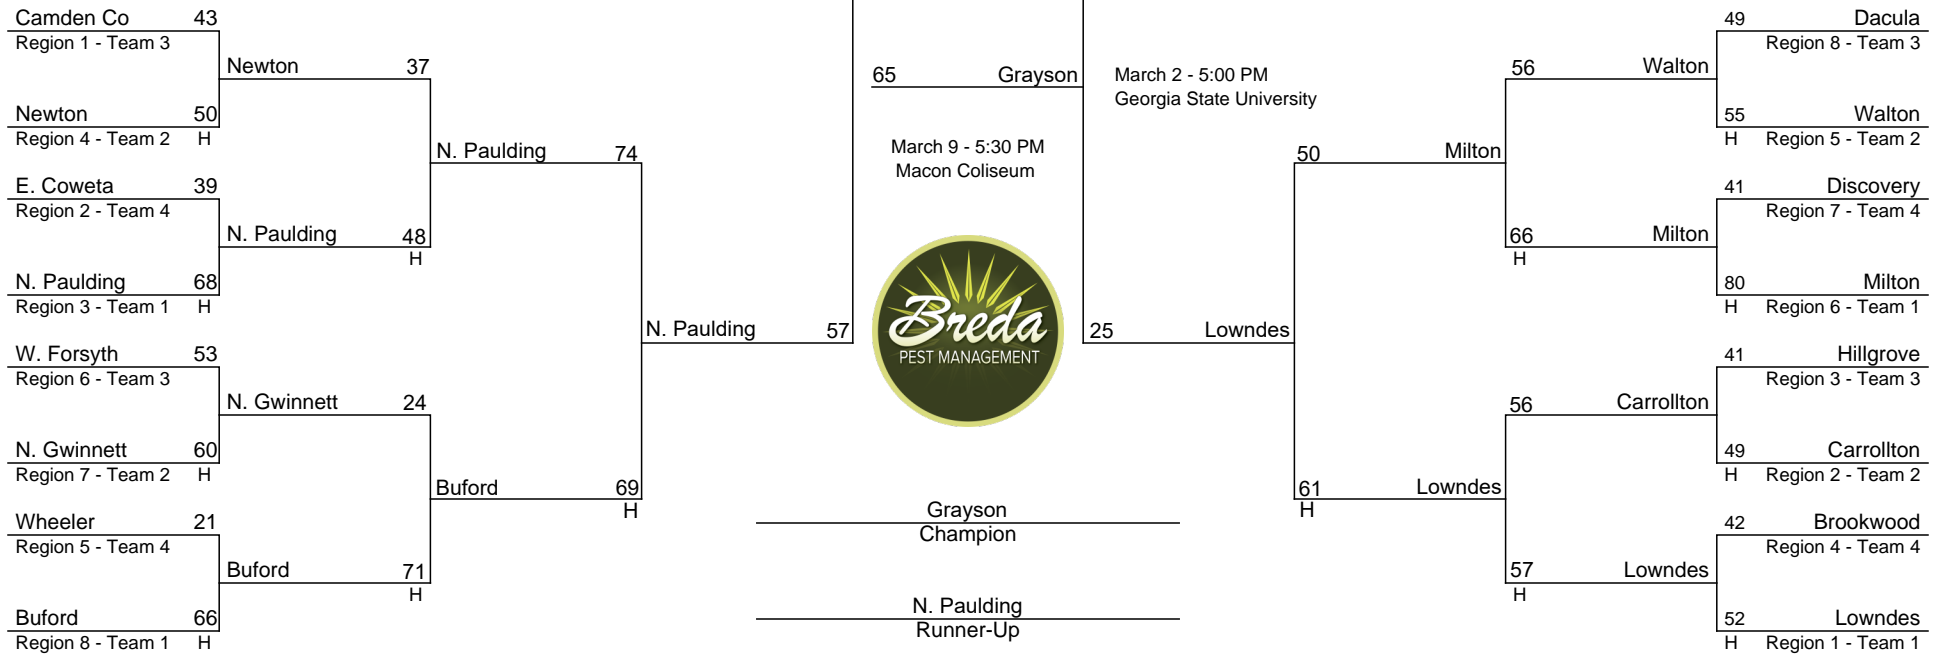 Camden Co 43
Region 1 - Team 3
Newton 37
Newton 50
Region 4 - Team 2 H
N. Paulding 74
E. Coweta 39
Region 2 - Team 4
N. Paulding 48
H
N. Paulding 68
Region 3 - Team 1 H
N. Paulding 57
W. Forsyth 53
Region 6 - Team 3
N. Gwinnett 24
N. Gwinnett 60
Region 7 - Team 2 H
Buford 69
H
Wheeler 21
Region 5 - Team 4
Buford 71
H
Buford 66
Region 8 - Team 1 H
65 Grayson
March 2 - 5:00 PM
Georgia State University
March 9 - 5:30 PM
Macon Coliseum
Breda
PEST MANAGEMENT
Grayson
Champion
N. Paulding
Runner-Up
49 Dacula
Region 8 - Team 3
56 Walton
55 Walton
H Region 5 - Team 2
50 Milton
41 Discovery
Region 7 - Team 4
66 Milton
H
80 Milton
H Region 6 - Team 1
25 Lowndes
41 Hillgrove
Region 3 - Team 3
56 Carrollton
49 Carrollton
H Region 2 - Team 2
61 Lowndes
H
42 Brookwood
Region 4 - Team 4
57 Lowndes
H
52 Lowndes
H Region 1 - Team 1